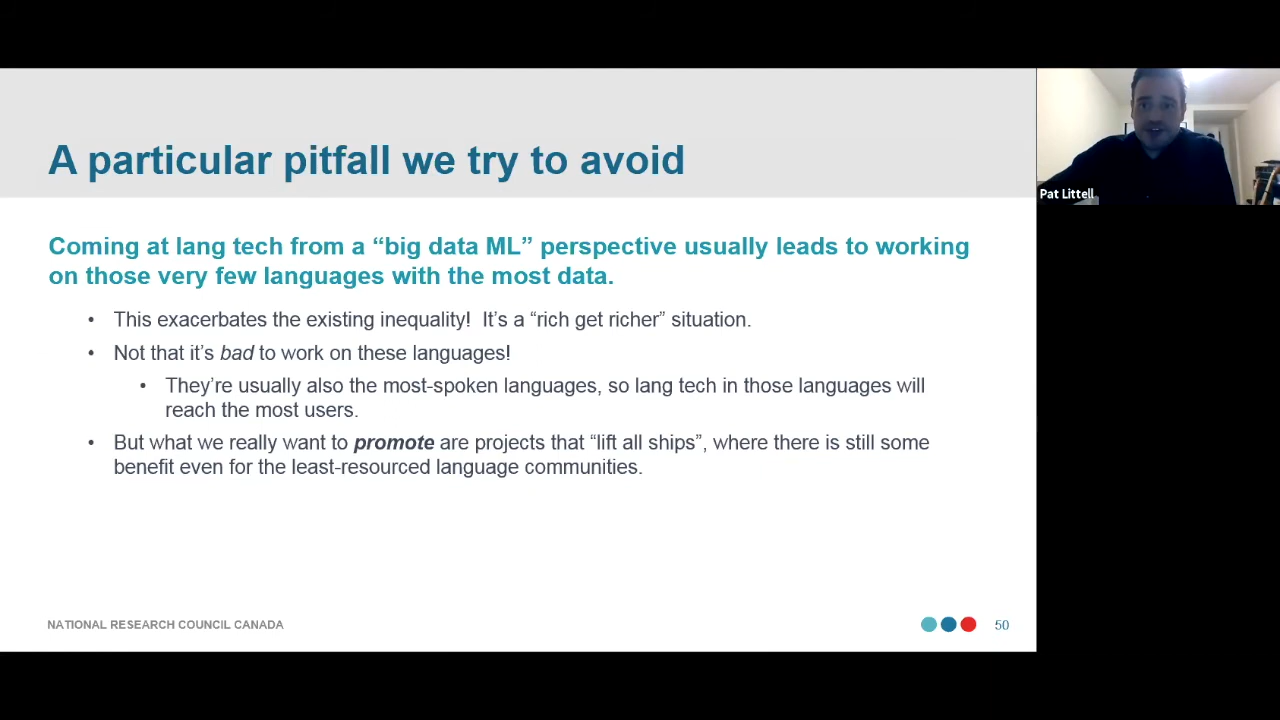 A particular pitfall we try to avoid
Pat Littell
Coming at lang tech from a “big data ML” perspective usually leads to working
on those very few languages with the most data.
• This exacerbates the existing inequality!  It’s a “rich get richer” situation.
• Not that it’s bad to work on these languages!
• They’re usually also the most-spoken languages, so lang tech in those languages will
reach the most users.
• But what we really want to promote are projects that “lift all ships”, where there is still some
benefit even for the least-resourced language communities.
NATIONAL RESEARCH COUNCIL CANADA
50